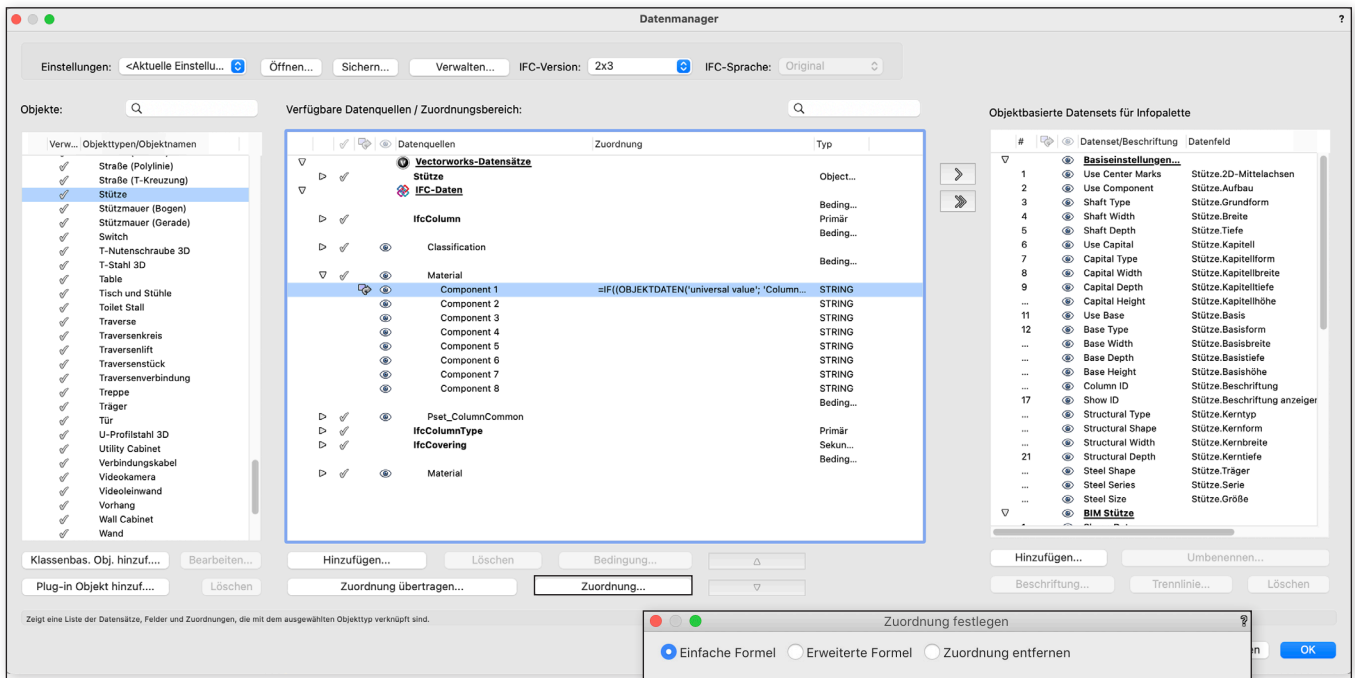 Datenmanager
?
Einstellungen: <Aktuelle Einstellu... Öffnen... Sichern... Verwalten... IFC-Version: 2x3 IFC-Sprache: Original
Objekte:
Verw... Objekttypen/Objektnamen
Straße (Polylinie)
Straße (T-Kreuzung)
Stütze
Stützmauer (Bogen)
Stützmauer (Gerade)
Switch
T-Nutenschraube 3D
T-Stahl 3D
Table
Tisch und Stühle
Toilet Stall
Traverse
Traversenkreis
Traversenlift
Traversenstück
Traversenverbindung
Treppe
Träger
Tür
U-Profilstahl 3D
Utility Cabinet
Verbindungskabel
Videokamera
Videoleinwand
Vorhang
Wall Cabinet
Wand
Klassenbas. Obj. hinzuf.... Bearbeiten...
Plug-in Objekt hinzuf.... Löschen
Verfügbare Datenquellen / Zuordnungsbereich:
Datenquellen Zuordnung Typ
Vectorworks-Datensätze
Stütze Object...
IFC-Daten
Beding...
IfcColumn Primär
Beding...
Classification
Beding...
Material
Component 1 =IF((OBJEKTDATEN('universal value'; 'Column... STRING
Component 2 STRING
Component 3 STRING
Component 4 STRING
Component 5 STRING
Component 6 STRING
Component 7 STRING
Component 8 STRING
Beding...
Pset_ColumnCommon
IfcColumnType Primär
IfcCovering Sekun...
Beding...
Material
Hinzufügen... Löschen Bedingung...
Zuordnung übertragen... Zuordnung...
Objektbasierte Datensets für Infopalette
# Datenset/Beschriftung Datenfeld
Basiseinstellungen...
1 Use Center Marks Stütze.2D-Mittelachsen
2 Use Component Stütze.Aufbau
3 Shaft Type Stütze.Grundform
4 Shaft Width Stütze.Breite
5 Shaft Depth Stütze.Tiefe
6 Use Capital Stütze.Kapitell
7 Capital Type Stütze.Kapitellform
8 Capital Width Stütze.Kapitellbreite
9 Capital Depth Stütze.Kapitelltiefe
... Capital Height Stütze.Kapitellhöhe
11 Use Base Stütze.Basis
12 Base Type Stütze.Basisform
... Base Width Stütze.Basisbreite
... Base Depth Stütze.Basistiefe
... Base Height Stütze.Basishöhe
... Column ID Stütze.Beschriftung
17 Show ID Stütze.Beschriftung anzeigen
... Structural Type Stütze.Kerntyp
... Structural Shape Stütze.Kernform
... Structural Width Stütze.Kernbreite
21 Structural Depth Stütze.Kerntiefe
... Steel Shape Stütze.Träger
... Steel Series Stütze.Serie
... Steel Size Stütze.Größe
BIM Stütze
Hinzufügen... Umbenennen...
Beschriftung... Trennlinie... Löschen
Zeigt eine Liste der Datensätze, Felder und Zuordnungen, die mit dem ausgewählten Objekttyp verknüpft sind.
Zuordnung festlegen
?
Einfache Formel Erweiterte Formel Zuordnung entfernen
en OK